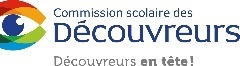 Commission scolaire des
Découvreurs
Découvreurs en tête!